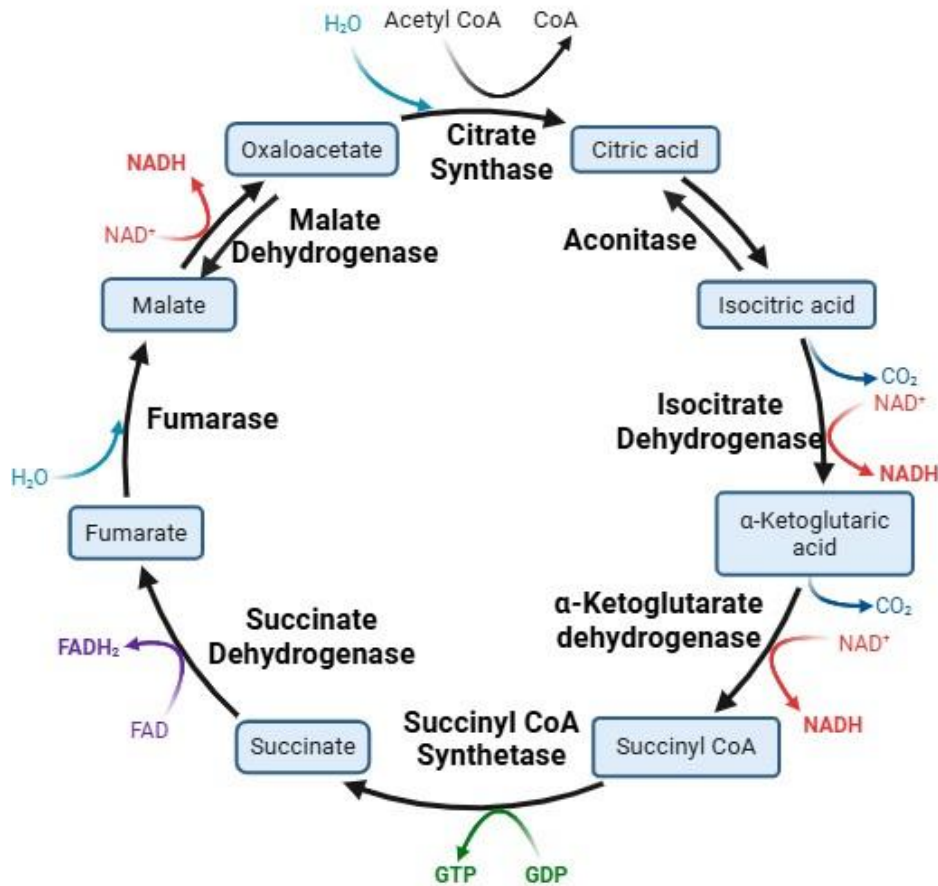 H₂O
Acetyl CoA
CoA
Oxaloacetate
Citrate
Synthase
Citric acid
NADH
NAD⁺
Malate
Dehydrogenase
Aconitase
Malate
Isocitric acid
CO₂
NAD⁺
Isocitrate
Dehydrogenase
NADH
Fumarase
H₂O
Fumarate
α-Ketoglutaric
acid
CO₂
α-Ketoglutarate
dehydrogenase
NAD⁺
NADH
Succinate
Dehydrogenase
FADH₂
FAD
Succinate
Succinyl CoA
Synthetase
Succinyl CoA
GTP
GDP